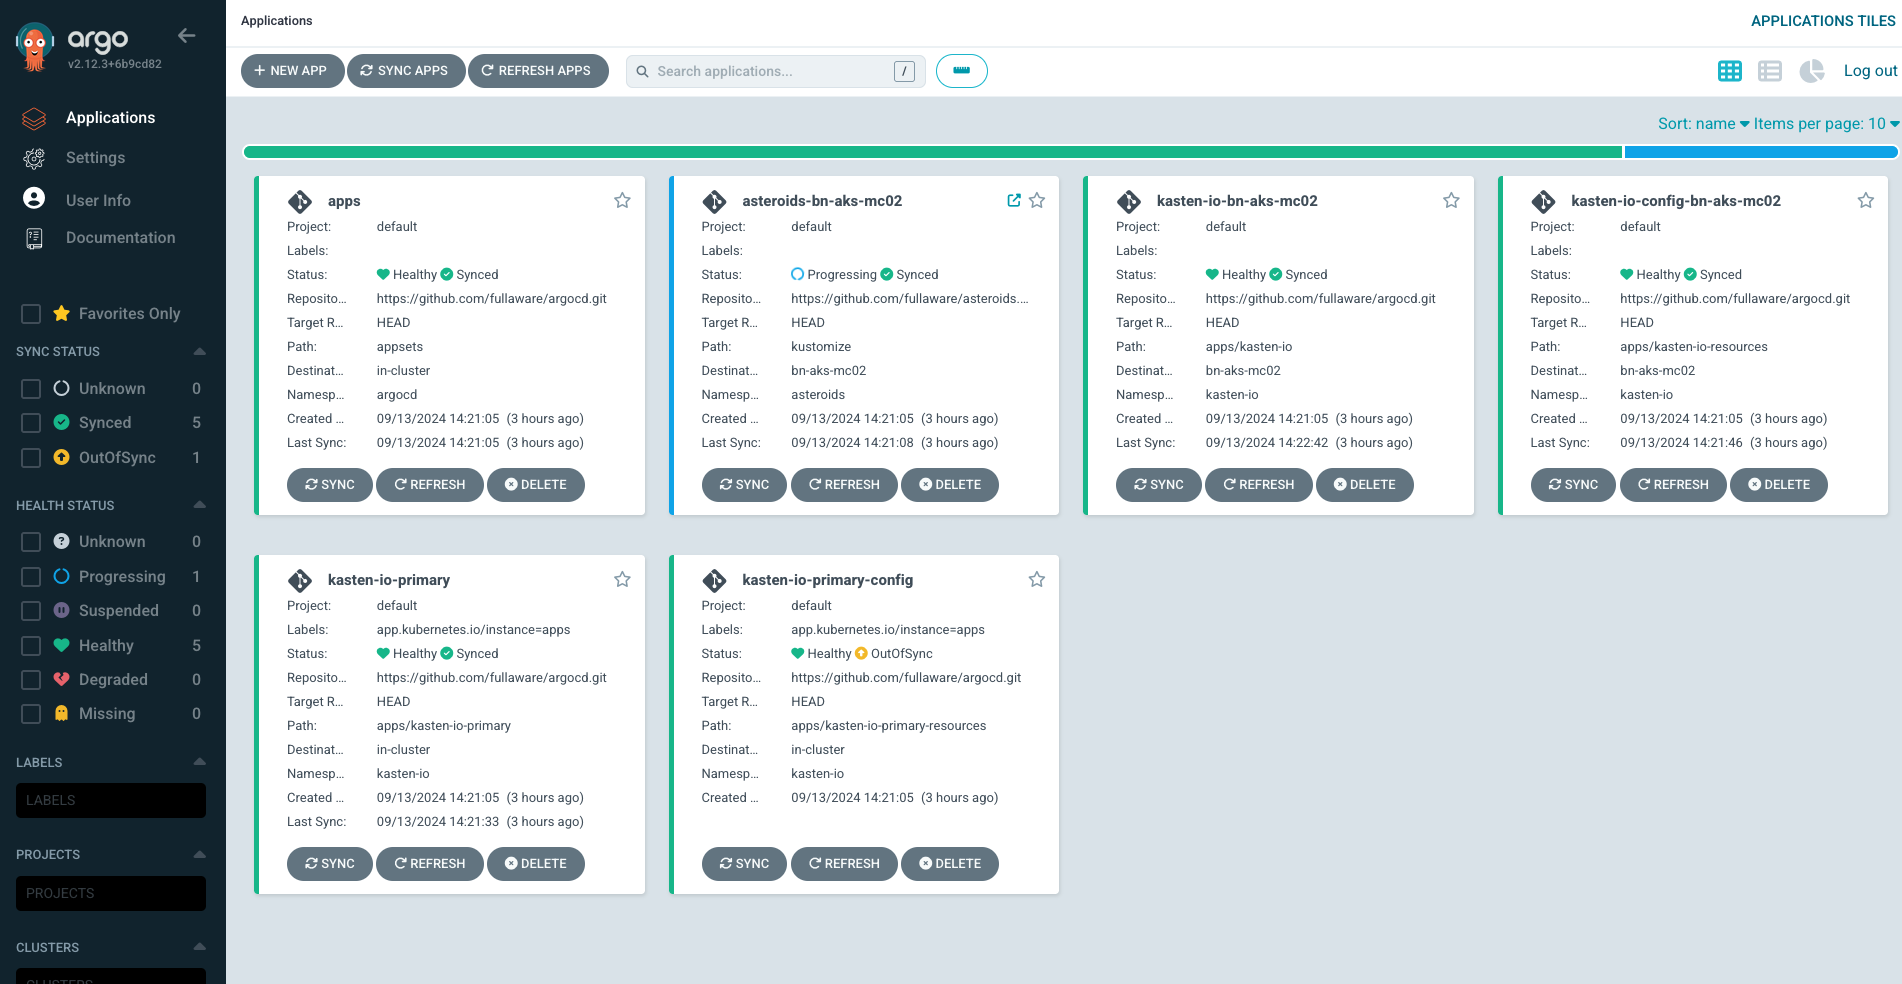 argo
v2.12.3+6b9cd82
Applications
Settings
User Info
Documentation
Favorites Only
SYNC STATUS
Unknown 0
Synced 5
OutOfSync 1
HEALTH STATUS
Unknown 0
Progressing 1
Suspended 0
Healthy 5
Degraded 0
Missing 0
LABELS
LABELS
PROJECTS
PROJECTS
CLUSTERS
CLUSTERS
Applications
APPLICATIONS TILES
NEW APP SYNC APPS REFRESH APPS Search applications... / Log out
Sort: name Items per page: 10
apps
Project: default
Labels:
Status: Healthy Synced
Reposito... https://github.com/fullaware/argocd.git
Target R... HEAD
Path: appsets
Destinat... in-cluster
Namesp... argocd
Created ... 09/13/2024 14:21:05 (3 hours ago)
Last Sync: 09/13/2024 14:21:05 (3 hours ago)
SYNC REFRESH DELETE
asteroids-bn-aks-mc02
Project: default
Labels:
Status: Progressing Synced
Reposito... https://github.com/fullaware/asteroids....
Target R... HEAD
Path: kustomize
Destinat... bn-aks-mc02
Namesp... asteroids
Created ... 09/13/2024 14:21:05 (3 hours ago)
Last Sync: 09/13/2024 14:21:08 (3 hours ago)
SYNC REFRESH DELETE
kasten-io-bn-aks-mc02
Project: default
Labels:
Status: Healthy Synced
Reposito... https://github.com/fullaware/argocd.git
Target R... HEAD
Path: apps/kasten-io
Destinat... bn-aks-mc02
Namesp... kasten-io
Created ... 09/13/2024 14:21:05 (3 hours ago)
Last Sync: 09/13/2024 14:22:42 (3 hours ago)
SYNC REFRESH DELETE
kasten-io-config-bn-aks-mc02
Project: default
Labels:
Status: Healthy Synced
Reposito... https://github.com/fullaware/argocd.git
Target R... HEAD
Path: apps/kasten-io-resources
Destinat... bn-aks-mc02
Namesp... kasten-io
Created ... 09/13/2024 14:21:05 (3 hours ago)
Last Sync: 09/13/2024 14:21:46 (3 hours ago)
SYNC REFRESH DELETE
kasten-io-primary
Project: default
Labels: app.kubernetes.io/instance=apps
Status: Healthy Synced
Reposito... https://github.com/fullaware/argocd.git
Target R... HEAD
Path: apps/kasten-io-primary
Destinat... in-cluster
Namesp... kasten-io
Created ... 09/13/2024 14:21:05 (3 hours ago)
Last Sync: 09/13/2024 14:21:33 (3 hours ago)
SYNC REFRESH DELETE
kasten-io-primary-config
Project: default
Labels: app.kubernetes.io/instance=apps
Status: Healthy OutOfSync
Reposito... https://github.com/fullaware/argocd.git
Target R... HEAD
Path: apps/kasten-io-primary-resources
Destinat... in-cluster
Namesp... kasten-io
Created ... 09/13/2024 14:21:05 (3 hours ago)
SYNC REFRESH DELETE